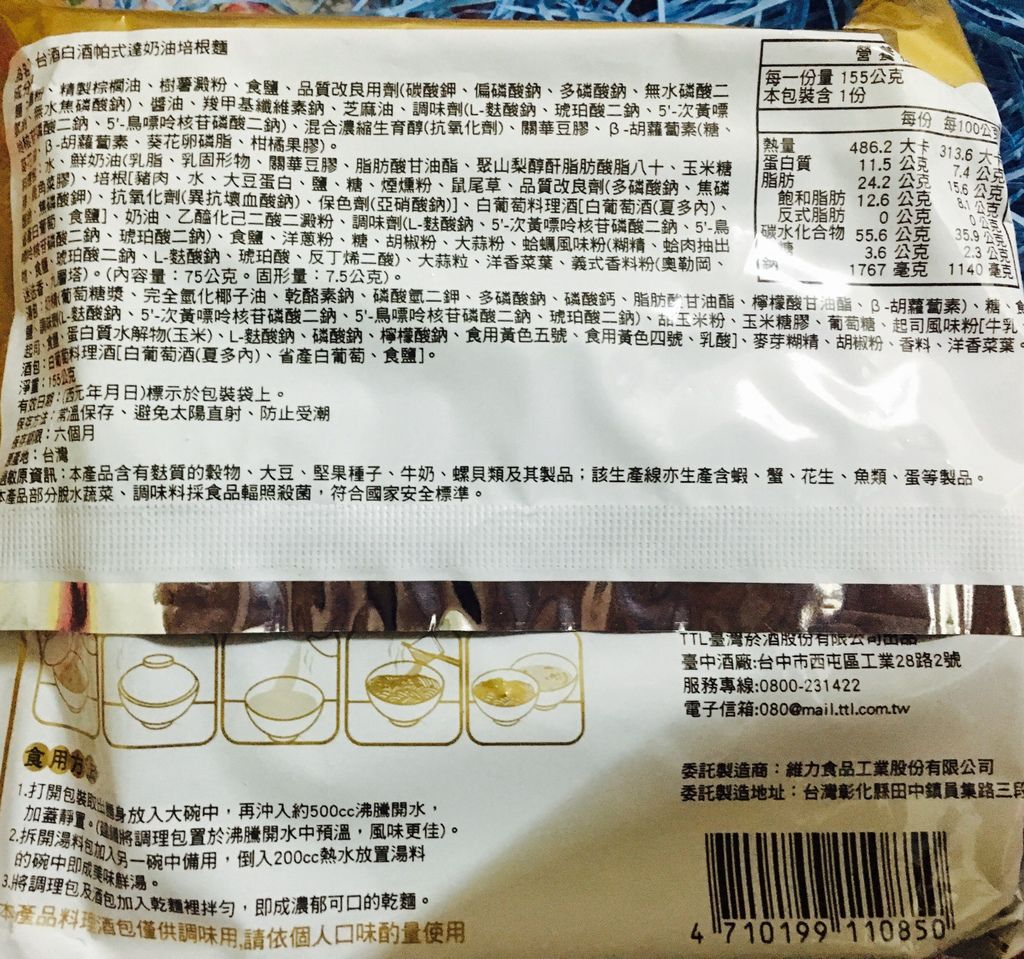 台酒白酒帕式達奶油培根麵
精製棕櫚油、樹薯澱粉、食鹽、品質改良用劑(碳酸鉀、偏磷酸鈉、多磷酸鈉、無水磷酸二
無水焦磷酸鈉)、醬油、羧甲基纖維素鈉、芝麻油、調味劑(L-麩酸鈉、琥珀酸二鈉、5'-次黃嘌
磷酸二鈉、5'-鳥嘌呤核苷磷酸二鈉)、混合濃縮生育醇(抗氧化劑)、關華豆膠、β-胡蘿蔔素(糖、
β-胡蘿蔔素、葵花卵磷脂、柑橘果膠)。
水、鮮奶油(乳脂、乳固形物、關華豆膠、脂肪酸甘油酯、聚山梨醇酐脂肪酸脂八十、玉米糖
角菜膠)、培根[豬肉、水、大豆蛋白、鹽、糖、煙燻粉、鼠尾草、品質改良劑(多磷酸鈉、焦磷
磷酸鉀)、抗氧化劑(異抗壞血酸鈉)、保色劑(亞硝酸鈉)]、白葡萄料理酒[白葡萄酒(夏多內)、
白葡萄、食鹽]、奶油、乙醯化己二酸二澱粉、調味劑(L-麩酸鈉、5'-次黃嘌呤核苷磷酸二鈉、5'-鳥
磷酸二鈉、琥珀酸二鈉)、食鹽、洋蔥粉、糖、胡椒粉、大蒜粉、蛤蠣風味粉(糊精、蛤肉抽出
琥珀酸二鈉、L-麩酸鈉、琥珀酸、反丁烯二酸)、大蒜粒、洋香菜葉、義式香料粉(奧勒岡、
層塔)。(內容量：75公克。固形量：7.5公克)。
葡萄糖漿、完全氫化椰子油、乾酪素鈉、磷酸氫二鉀、多磷酸鈉、磷酸鈣、脂肪酸甘油酯、檸檬酸甘油酯、β-胡蘿蔔素)、糖、
L-麩酸鈉、5'-次黃嘌呤核苷磷酸二鈉、5'-鳥嘌呤核苷磷酸二鈉、琥珀酸二鈉)、甜玉米粉、玉米糖膠、葡萄糖、起司風味粉[牛乳
蛋白質水解物(玉米)、L-麩酸鈉、磷酸鈉、檸檬酸鈉、食用黃色五號、食用黃色四號、乳酸]、麥芽糊精、胡椒粉、香料、洋香菜葉。
酒包：白葡萄料理酒[白葡萄酒(夏多內)、省產白葡萄、食鹽]。
淨重：155公克
有效日期：(西元年月日)標示於包裝袋上。
保存方法：常溫保存、避免太陽直射、防止受潮
保存期限：六個月
原產地：台灣
過敏原資訊：本產品含有麩質的穀物、大豆、堅果種子、牛奶、螺貝類及其製品；該生產線亦生產含蝦、蟹、花生、魚類、蛋等製品。
本產品部分脫水蔬菜、調味料採食品輻照殺菌，符合國家安全標準。
營養
每一份量 155公克
本包裝含 1份
每份 每100公克
熱量 486.2 大卡 313.6 大卡
蛋白質 11.5 公克 7.4 公克
脂肪 24.2 公克 15.6 公克
飽和脂肪 12.6 公克 8.1 公克
反式脂肪 0 公克 0 公克
碳水化合物 55.6 公克 35.9 公克
糖 3.6 公克 2.3 公克
鈉 1767 毫克 1140 毫克
TTL臺灣菸酒股份有限公司出品
臺中酒廠:台中市西屯區工業28路2號
服務專線:0800-231422
電子信箱:080@mail.ttl.com.tw
委託製造商：維力食品工業股份有限公司
委託製造地址：台灣彰化縣田中鎮員集路三段
食用方法
1.打開包裝取出麵身放入大碗中，再沖入約500cc沸騰開水，
加蓋靜置。(建議將調理包置於沸騰開水中預溫，風味更佳)。
2.拆開湯料包加入另一碗中備用，倒入200cc熱水放置湯料
的碗中即成美味鮮湯。
3.將調理包及酒包加入乾麵裡拌勻，即成濃郁可口的乾麵。
本產品料理酒包僅供調味用,請依個人口味酌量使用
4 710199 110850